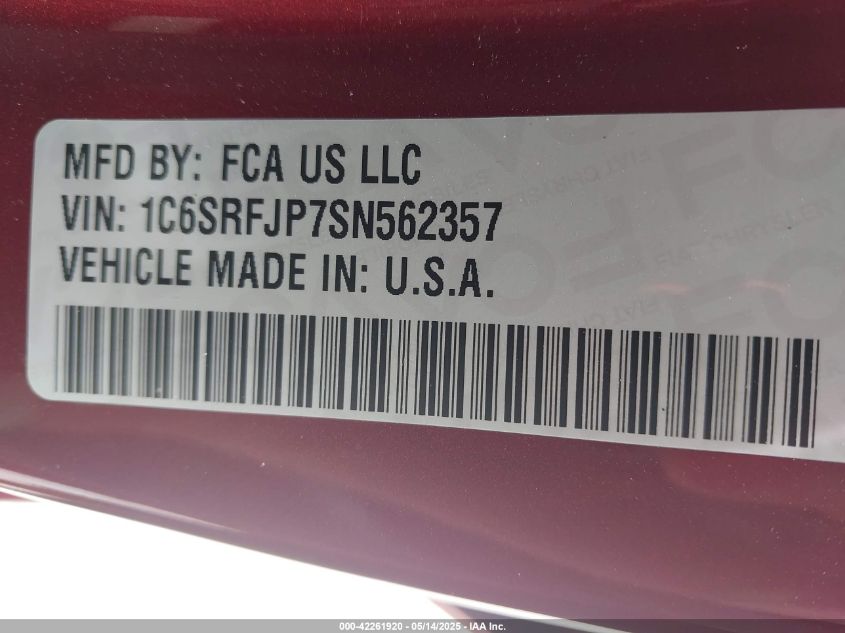 MFD BY: FCA US LLC
VIN: 1C6SRFJP7SN562357
VEHICLE MADE IN: U.S.A.
000-42261920 - 05/14/2025 - IAA Inc.